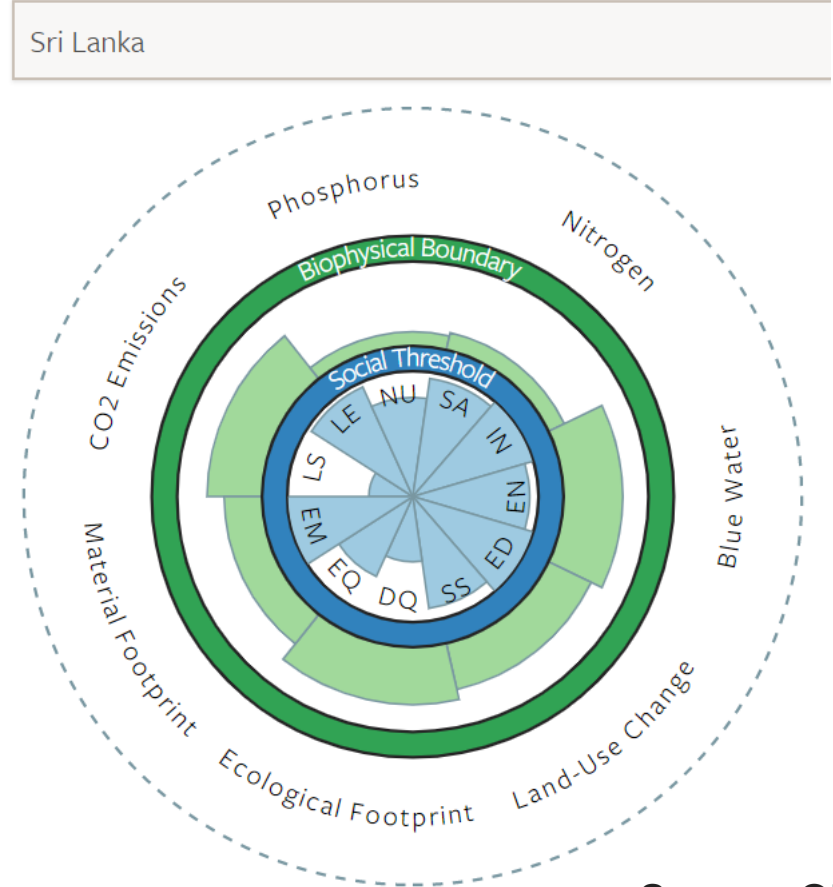 Sri Lanka
Phosphorus
Nitrogen
Biophysical Boundary
CO2 Emissions
Social Threshold
NU
SA
LE
IN
LS
EN
EM
ED
EQ
DQ
SS
Blue Water
Material Footprint
Land-Use Change
Ecological Footprint